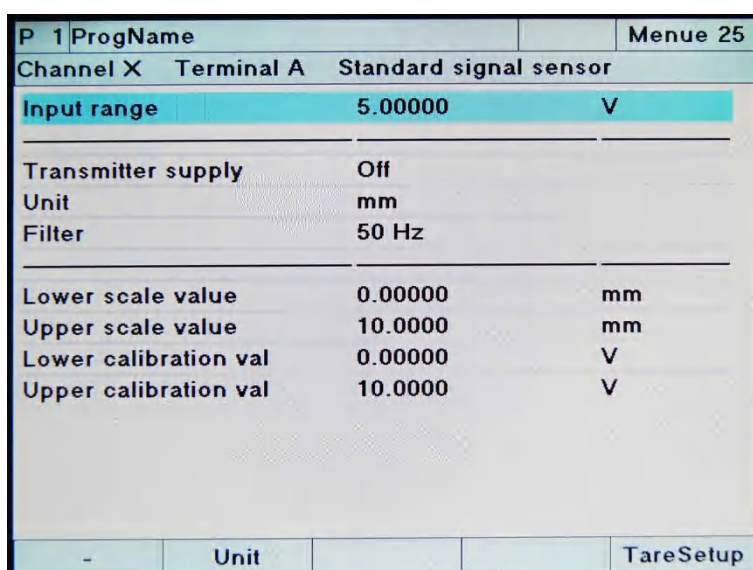 P 1 ProgName Menue 25
Channel X Terminal A Standard signal sensor
Input range 5.00000 V
Transmitter supply Off
Unit mm
Filter 50 Hz
Lower scale value 0.00000 mm
Upper scale value 10.0000 mm
Lower calibration val 0.00000 V
Upper calibration val 10.0000 V
- Unit TareSetup